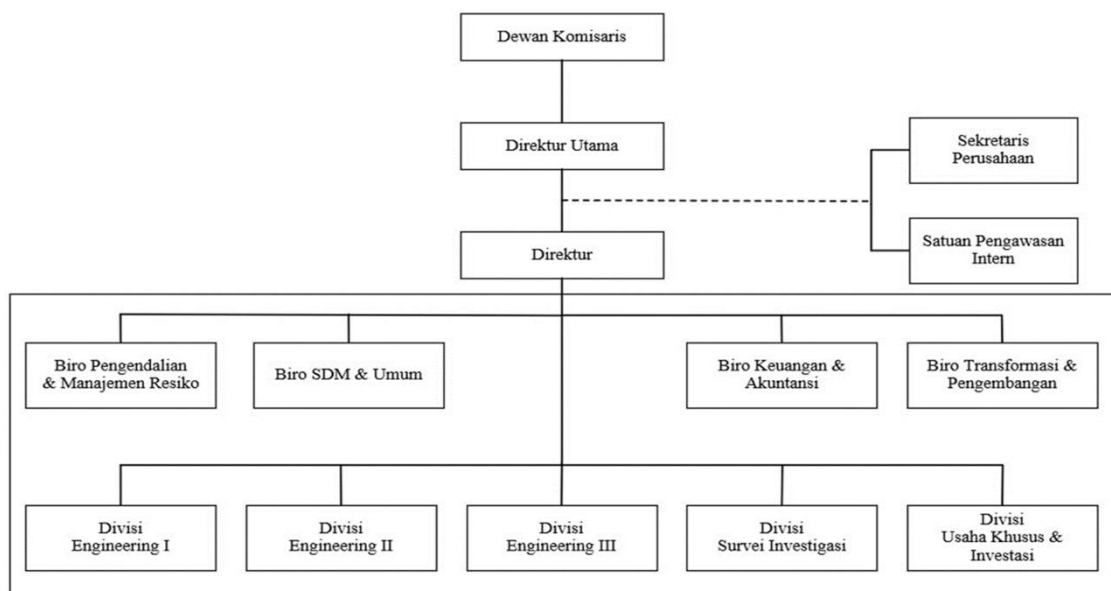 Dewan Komisaris
Direktur Utama
Sekretaris
Perusahaan
Direktur
Satuan Pengawasan
Intern
Biro Pengendalian
& Manajemen Resiko
Biro SDM & Umum
Biro Keuangan &
Akuntansi
Biro Transformasi &
Pengembangan
Divisi
Engineering I
Divisi
Engineering II
Divisi
Engineering III
Divisi
Survei Investigasi
Divisi
Usaha Khusus &
Investasi